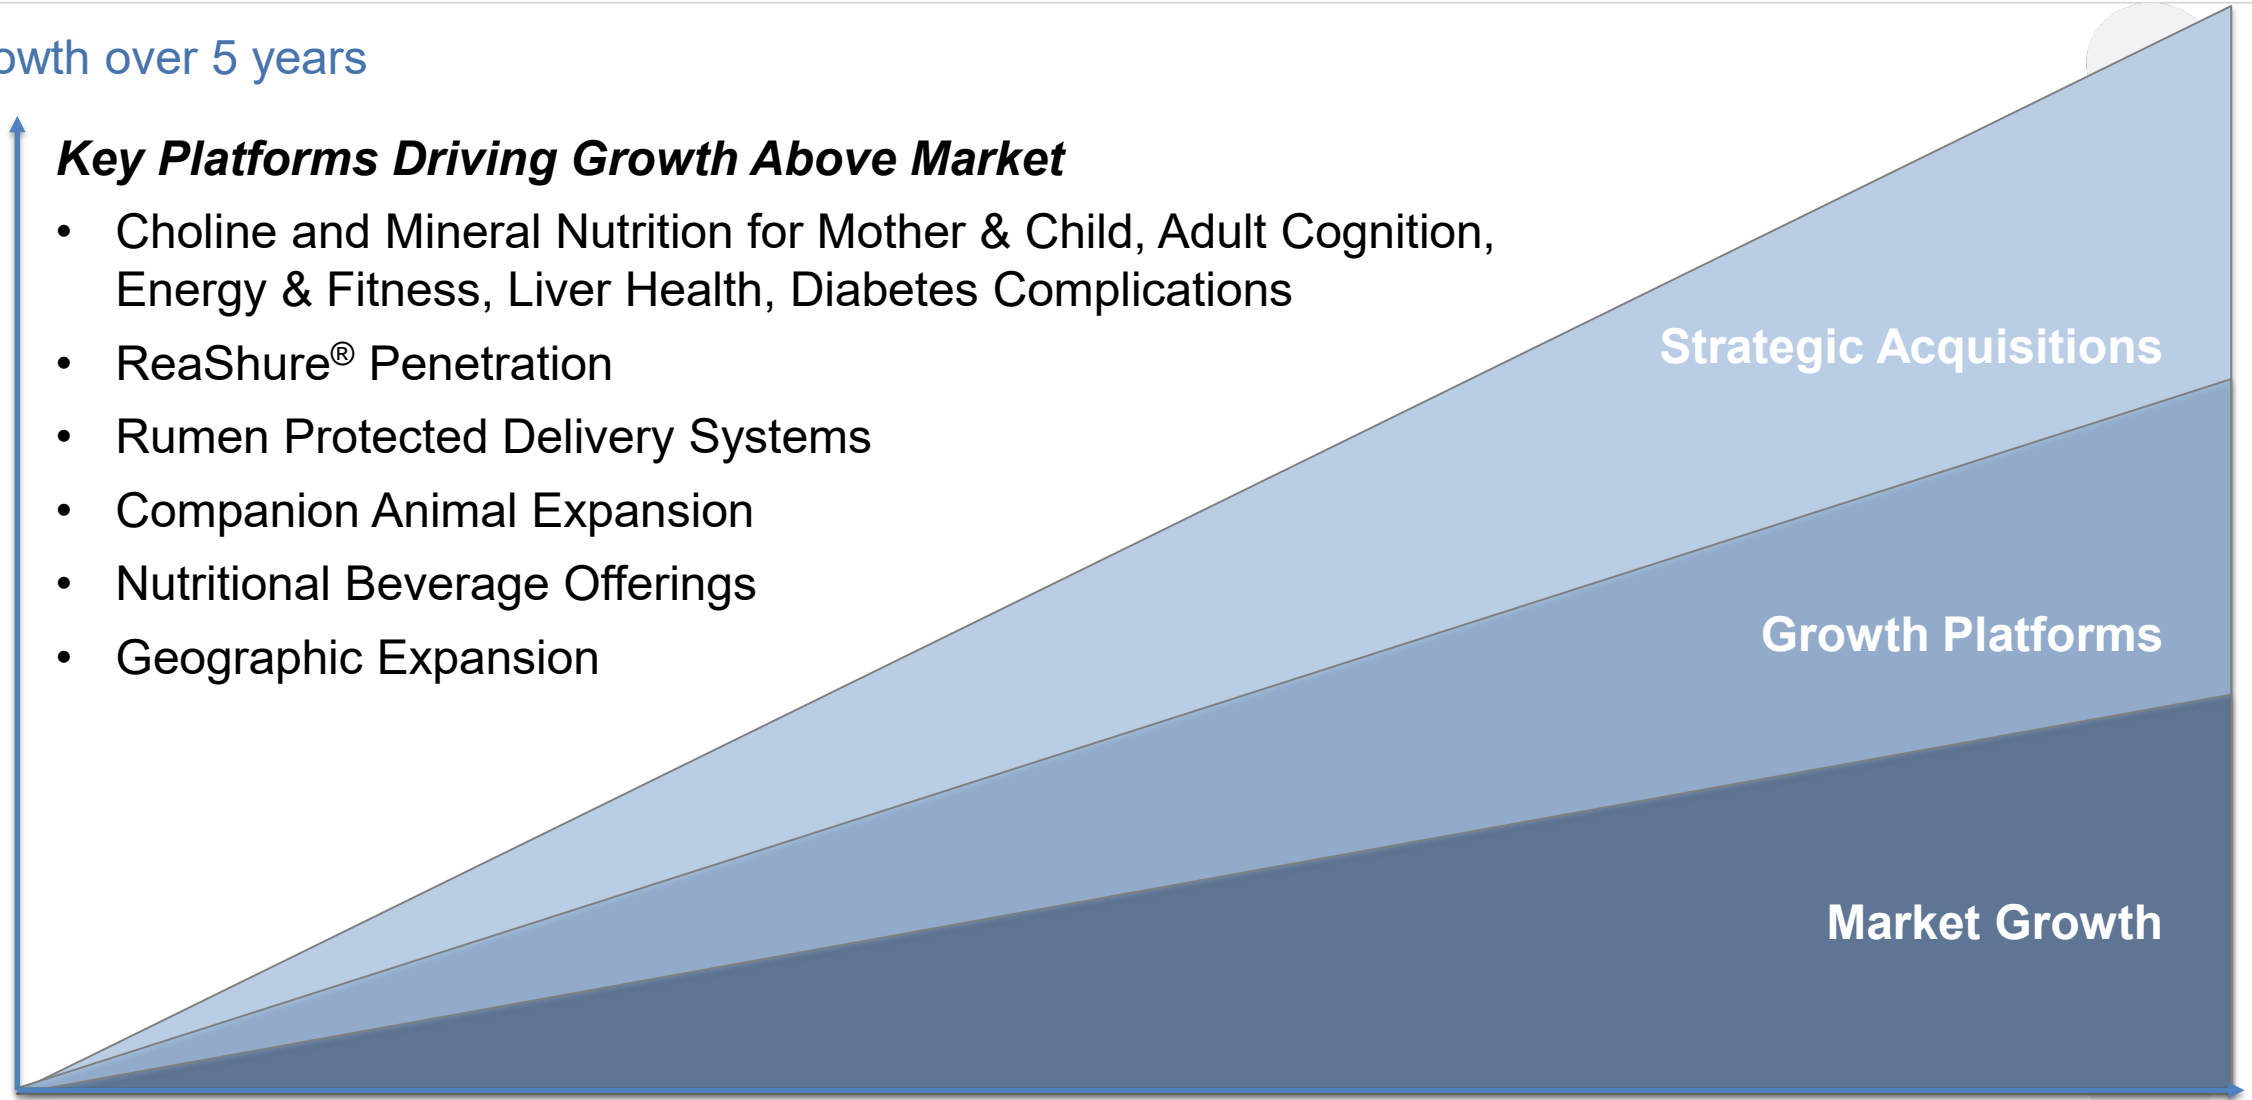 owth over 5 years
Key Platforms Driving Growth Above Market
• Choline and Mineral Nutrition for Mother & Child, Adult Cognition,
Energy & Fitness, Liver Health, Diabetes Complications
• ReaShure® Penetration
• Rumen Protected Delivery Systems
• Companion Animal Expansion
• Nutritional Beverage Offerings
• Geographic Expansion
Strategic Acquisitions
Growth Platforms
Market Growth